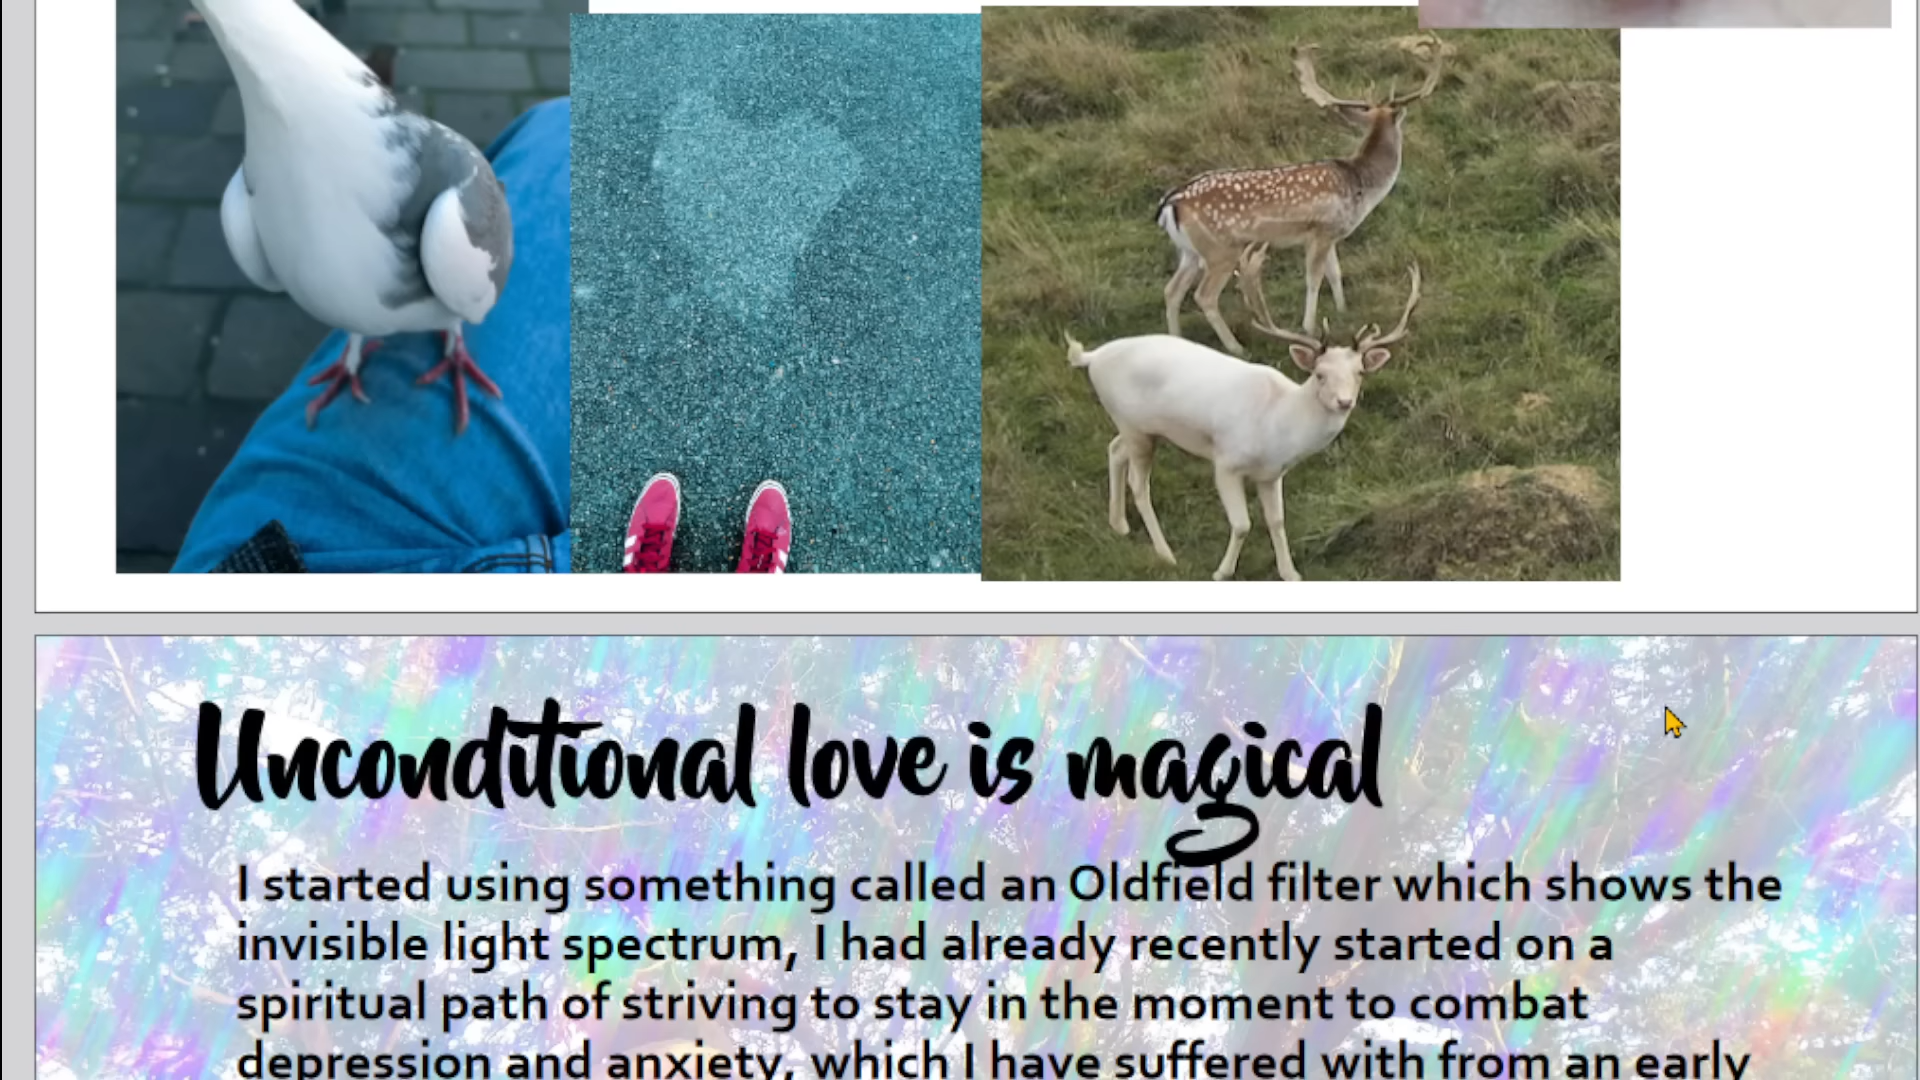 Unconditional love is magical
I started using something called an Oldfield filter which shows the
invisible light spectrum, I had already recently started on a
spiritual path of striving to stay in the moment to combat
depression and anxiety, which I have suffered with from an early